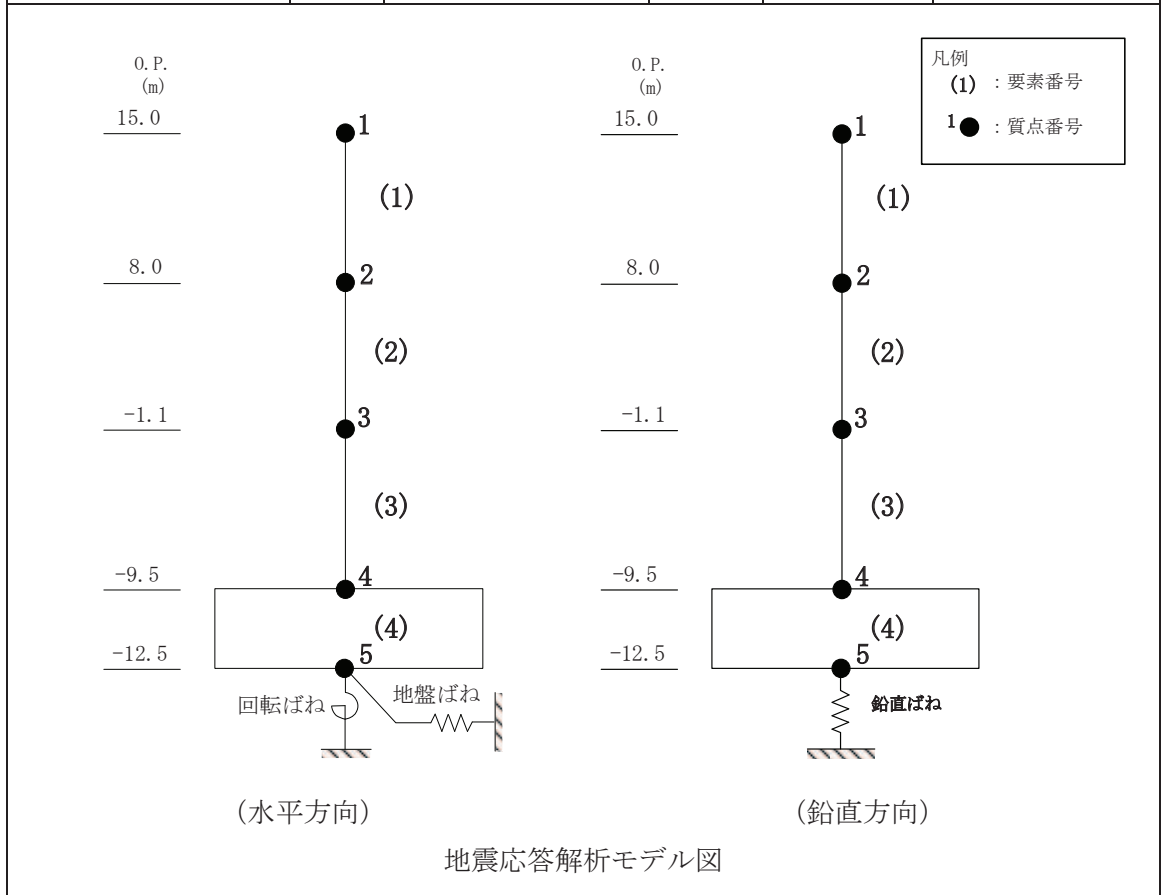 O.P.
(m)
15.0
1
(1)
8.0
2
(2)
-1.1
3
(3)
-9.5
4
(4)
-12.5
5
回転ばね
地盤ばね
(水平方向)
O.P.
(m)
15.0
1
(1)
8.0
2
(2)
-1.1
3
(3)
-9.5
4
(4)
-12.5
5
鉛直ばね
(鉛直方向)
凡例
(1) ：要素番号
1 ：質点番号
地震応答解析モデル図